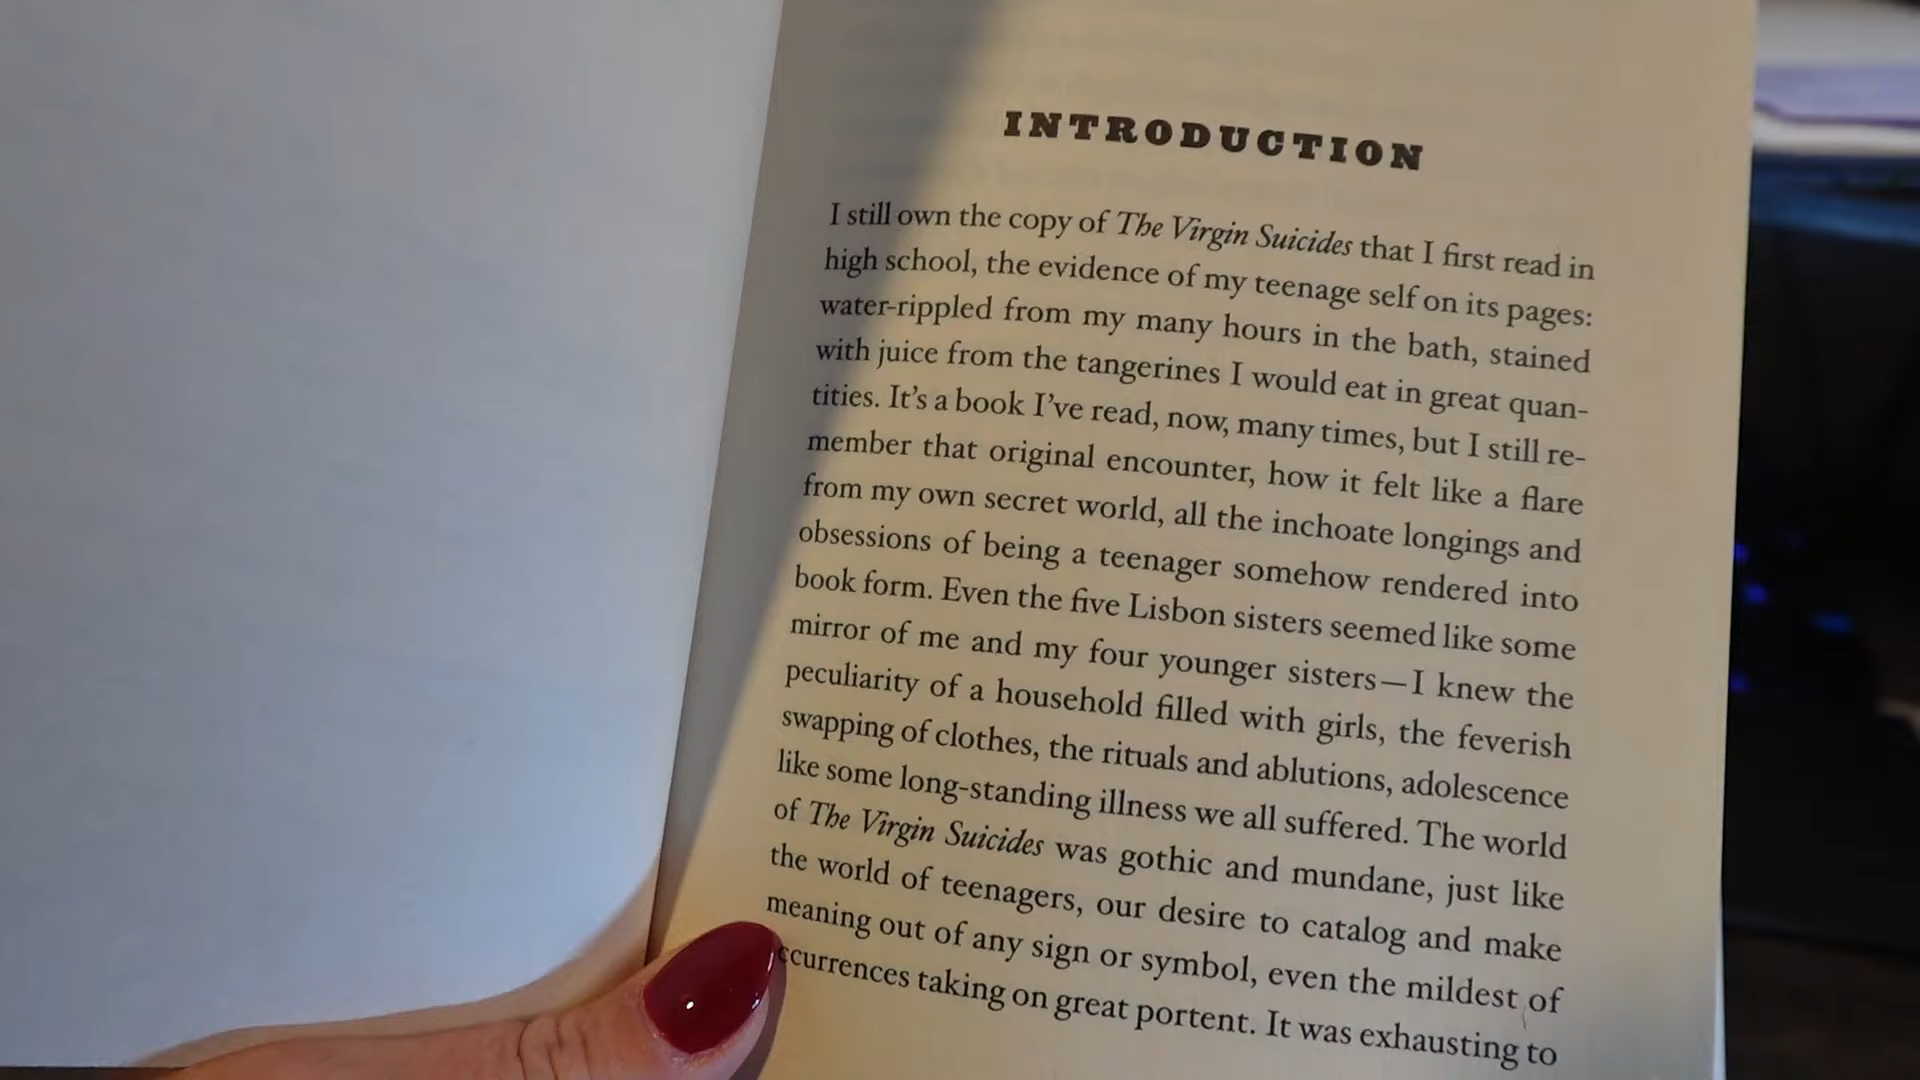 INTRODUCTION
I still own the copy of The Virgin Suicides that I first read in
high school, the evidence of my teenage self on its pages:
water-rippled from my many hours in the bath, stained
with juice from the tangerines I would eat in great quan-
tities. It’s a book I’ve read, now, many times, but I still re-
member that original encounter, how it felt like a flare
from my own secret world, all the inchoate longings and
obsessions of being a teenager somehow rendered into
book form. Even the five Lisbon sisters seemed like some
mirror of me and my four younger sisters—I knew the
peculiarity of a household filled with girls, the feverish
swapping of clothes, the rituals and ablutions, adolescence
like some long-standing illness we all suffered. The world
of The Virgin Suicides was gothic and mundane, just like
the world of teenagers, our desire to catalog and make
meaning out of any sign or symbol, even the mildest of
ccurrences taking on great portent. It was exhausting to